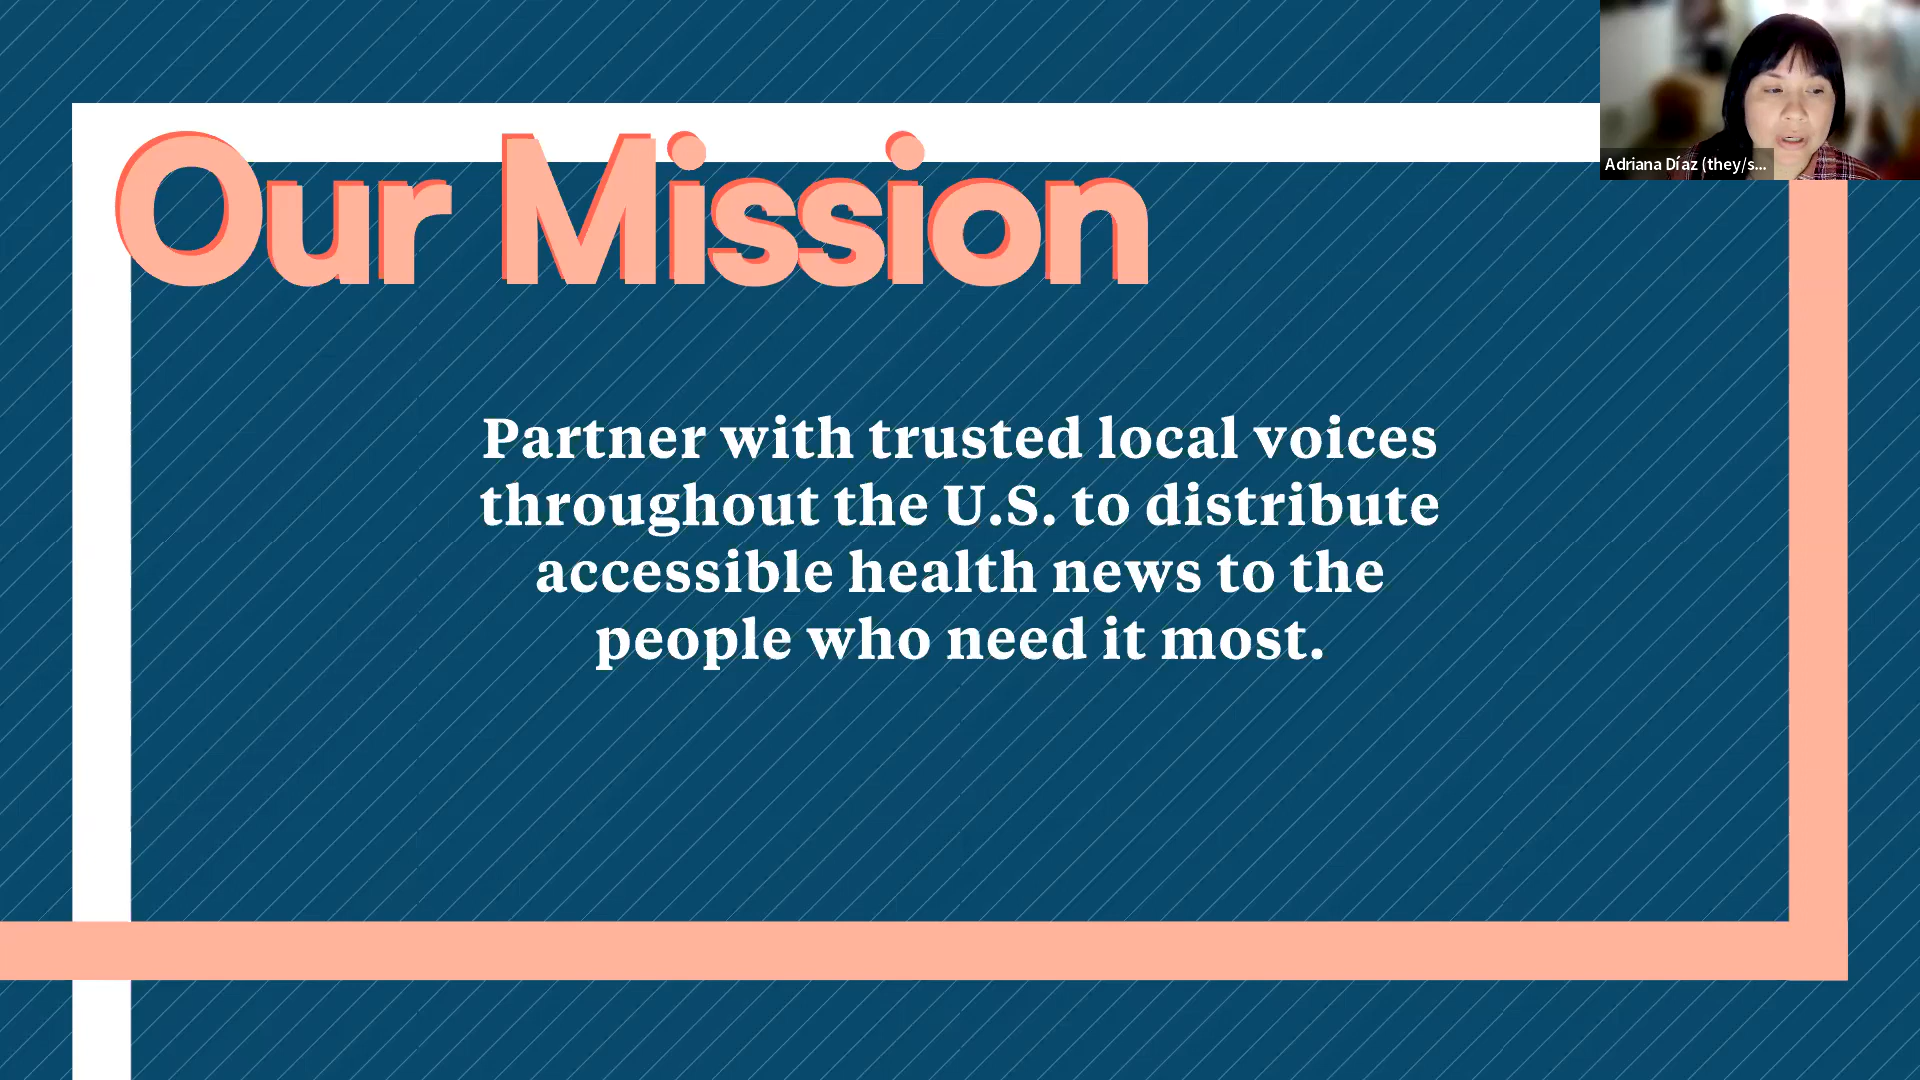 Our Mission
Adriana Díaz (they/s...
Partner with trusted local voices
throughout the U.S. to distribute
accessible health news to the
people who need it most.